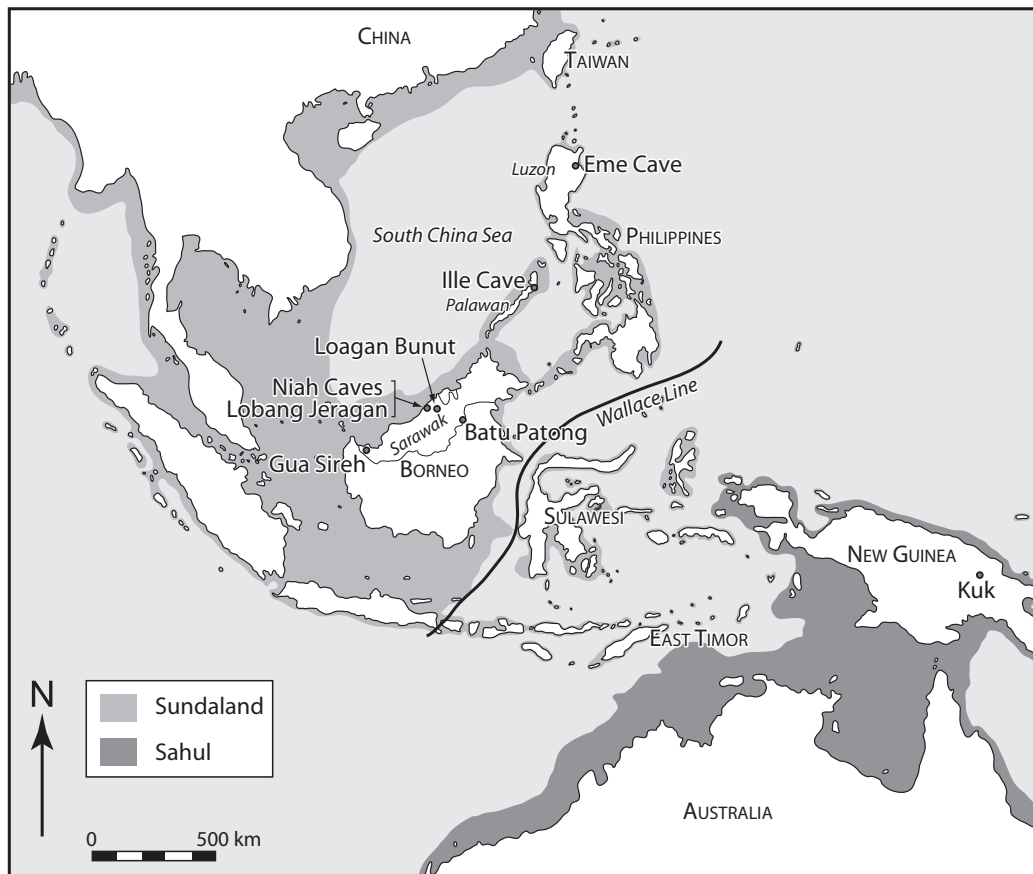 CHINA
TAIWAN
Luzon
Eme Cave
South China Sea
PHILIPPINES
Ille Cave
Palawan
Loagan Bunut
Niah Caves
Lobang Jeragan
Wallace Line
Sarawak
Batu Patong
Gua Sireh
BORNEO
SULAWESI
NEW GUINEA
Kuk
EAST TIMOR
N
Sundaland
Sahul
AUSTRALIA
0 500 km